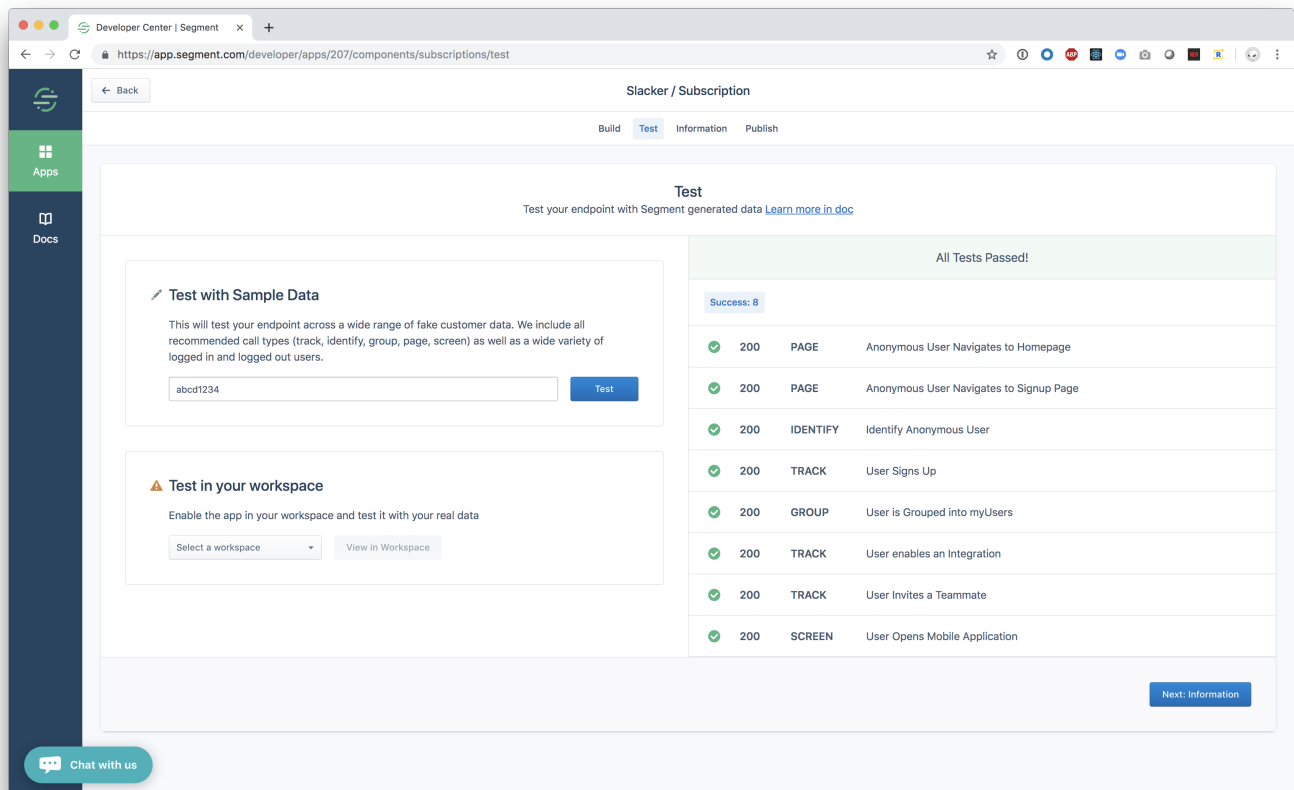 Developer Center | Segment
https://app.segment.com/developer/apps/207/components/subscriptions/test
ABP
NEW
Back
Slacker / Subscription
Build Test Information Publish
Apps
Docs
Test
Test your endpoint with Segment generated data Learn more in doc
Test with Sample Data
This will test your endpoint across a wide range of fake customer data. We include all
recommended call types (track, identify, group, page, screen) as well as a wide variety of
logged in and logged out users.
abcd1234
Test
Test in your workspace
Enable the app in your workspace and test it with your real data
Select a workspace
View in Workspace
All Tests Passed!
Success: 8
200 PAGE Anonymous User Navigates to Homepage
200 PAGE Anonymous User Navigates to Signup Page
200 IDENTIFY Identify Anonymous User
200 TRACK User Signs Up
200 GROUP User is Grouped into myUsers
200 TRACK User enables an Integration
200 TRACK User Invites a Teammate
200 SCREEN User Opens Mobile Application
Next: Information
Chat with us